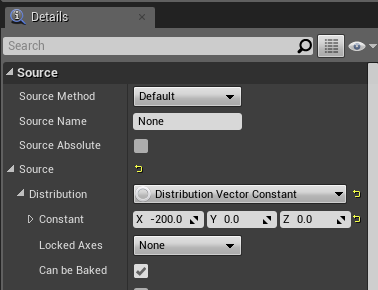 Details
Search
Source
Source Method Default
Source Name None
Source Absolute
Source
Distribution Distribution Vector Constant
Constant X -200.0 Y 0.0 Z 0.0
Locked Axes None
Can be Baked